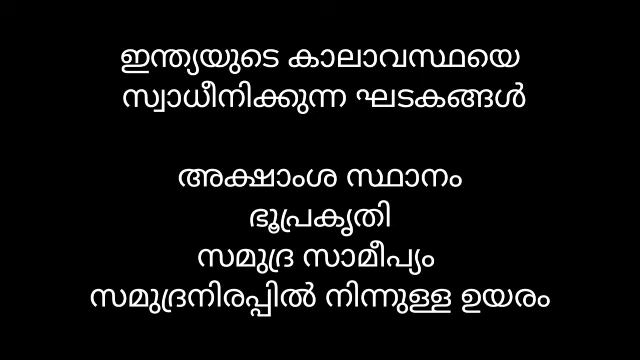 ഇന്ത്യയുടെ കാലാവസ്ഥയെ
സ്വാധീനിക്കുന്ന ഘടകങ്ങൾ
അക്ഷാംശ സ്ഥാനം
ഭൂപ്രകൃതി
സമുദ്ര സാമീപ്യം
സമുദ്രനിരപ്പിൽ നിന്നുള്ള ഉയരം